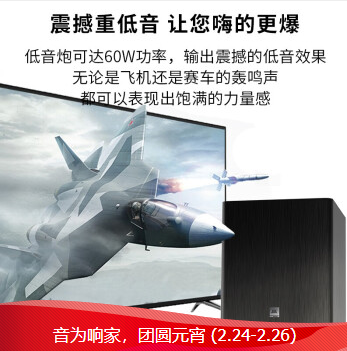 震撼重低音 让您嗨的更爆
低音炮可达60W功率，输出震撼的低音效果
无论是飞机还是赛车的轰鸣声
都可以表现出饱满的力量感
音为响家，团圆元宵 (2.24-2.26)